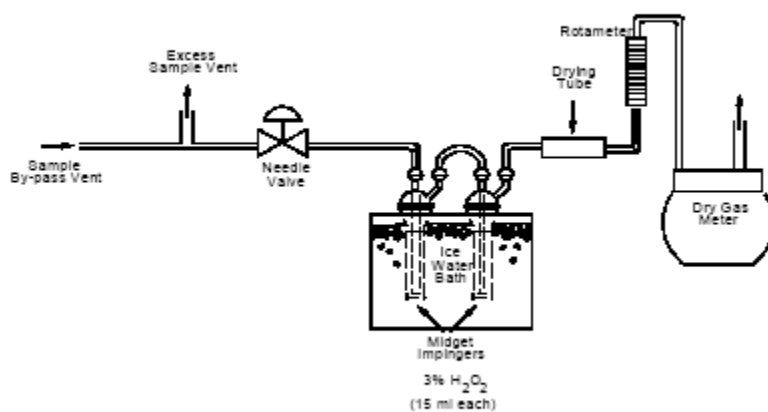 Excess
Sample Vent
Rotameter
Drying
Tube
Sample
By-pass Vent
Needle
Valve
Dry Gas
Meter
Ice
Water
Bath
Midget
Impingers
3% H₂O₂
(15 ml each)